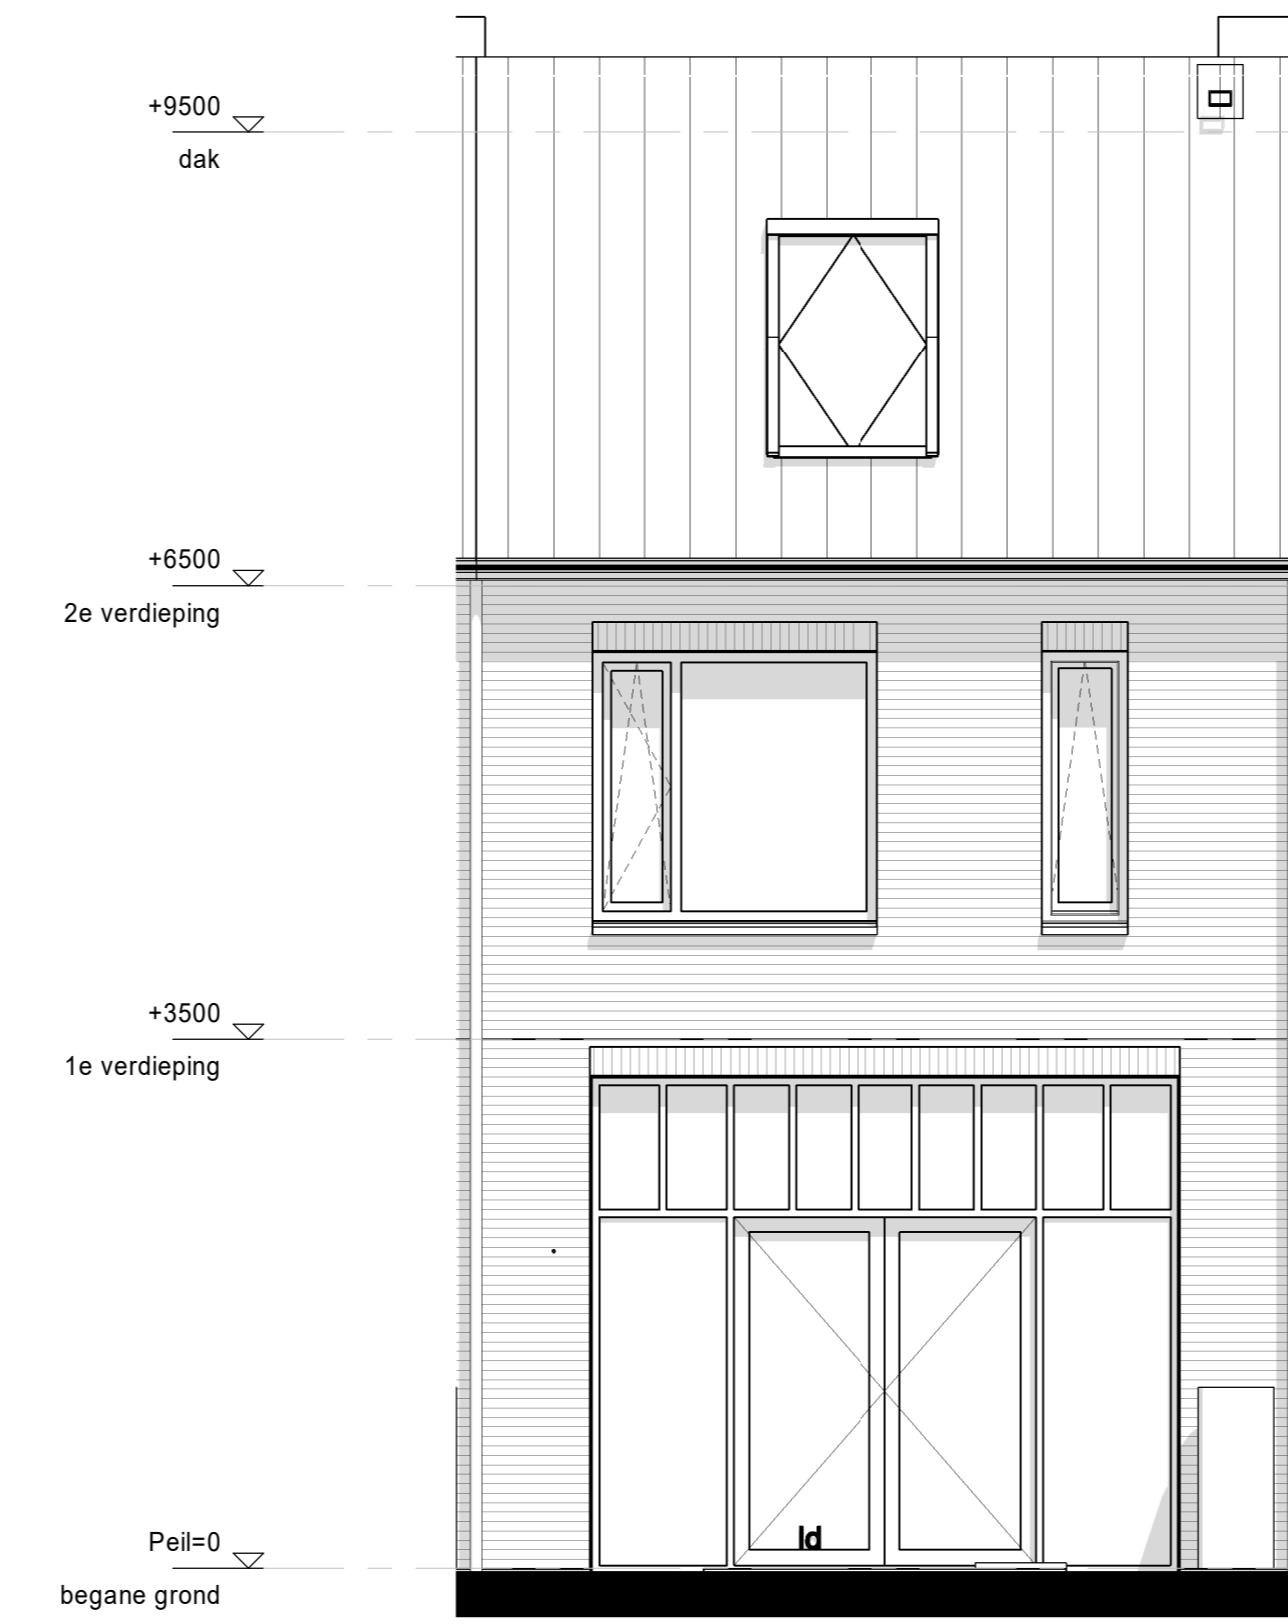 +9500
dak
+6500
2e verdieping
+3500
1e verdieping
ld
Peil=0
begane grond